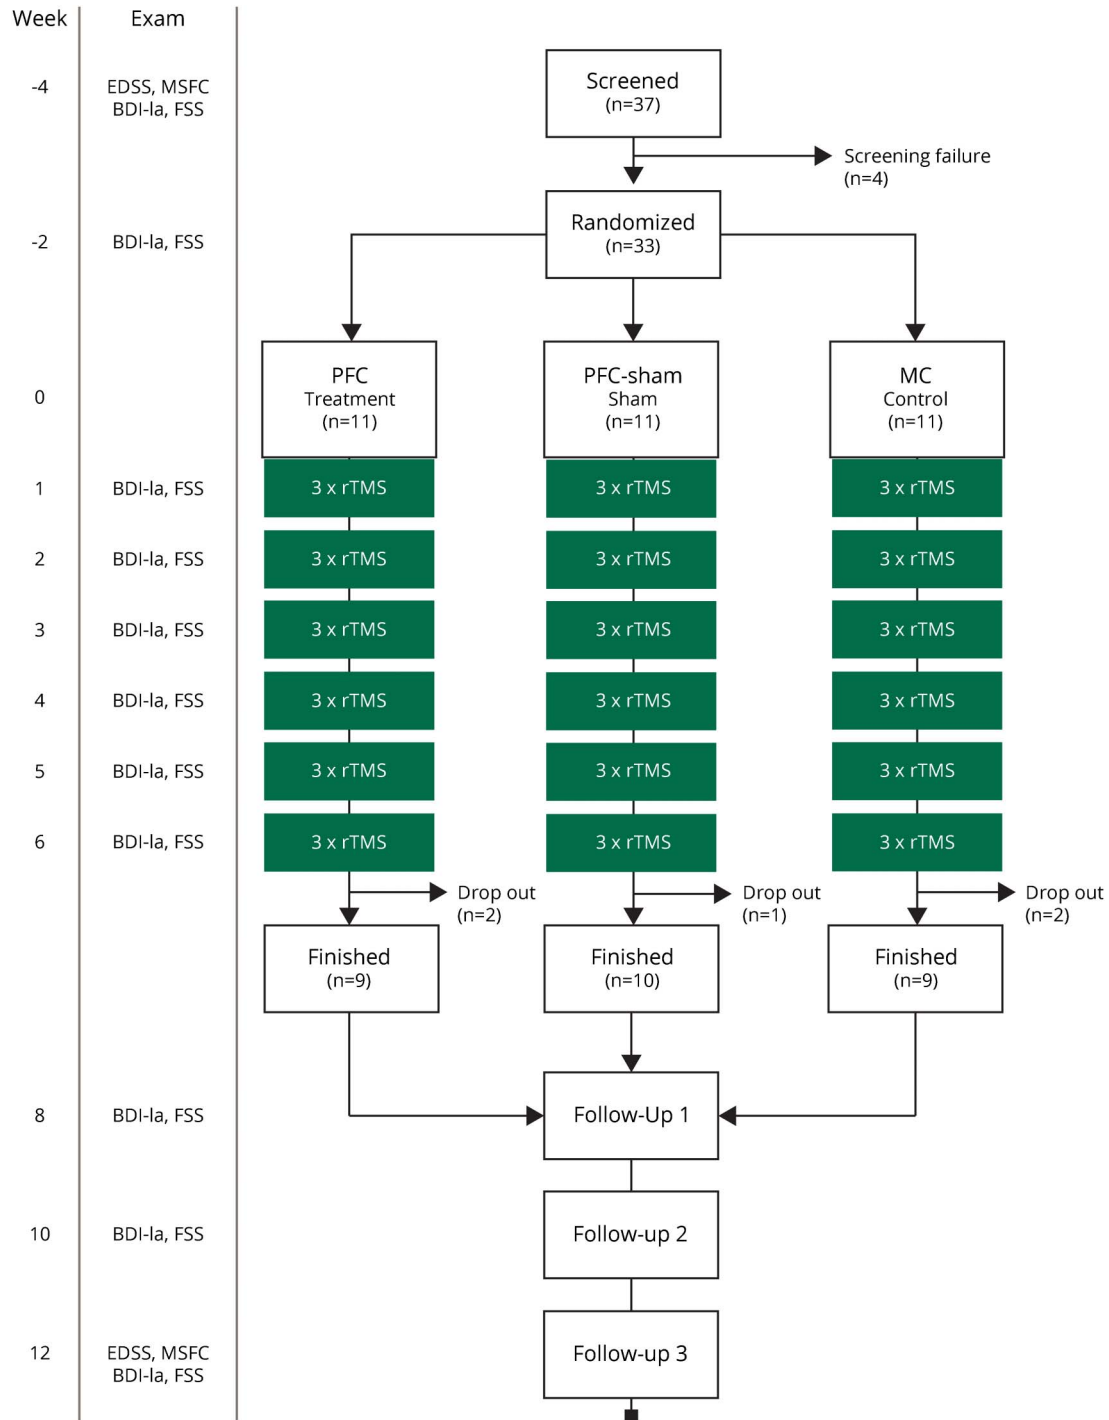 Week Exam
-4 EDSS, MSFC
BDI-Ia, FSS
Screened
(n=37)
Screening failure
(n=4)
-2 BDI-Ia, FSS
Randomized
(n=33)
0
PFC
Treatment
(n=11)
PFC-sham
Sham
(n=11)
MC
Control
(n=11)
1 BDI-Ia, FSS 3 x rTMS 3 x rTMS 3 x rTMS
2 BDI-Ia, FSS 3 x rTMS 3 x rTMS 3 x rTMS
3 BDI-Ia, FSS 3 x rTMS 3 x rTMS 3 x rTMS
4 BDI-Ia, FSS 3 x rTMS 3 x rTMS 3 x rTMS
5 BDI-Ia, FSS 3 x rTMS 3 x rTMS 3 x rTMS
6 BDI-Ia, FSS 3 x rTMS 3 x rTMS 3 x rTMS
Drop out
(n=2)
Drop out
(n=1)
Drop out
(n=2)
Finished
(n=9)
Finished
(n=10)
Finished
(n=9)
8 BDI-Ia, FSS Follow-Up 1
10 BDI-Ia, FSS Follow-up 2
12 EDSS, MSFC
BDI-Ia, FSS
Follow-up 3